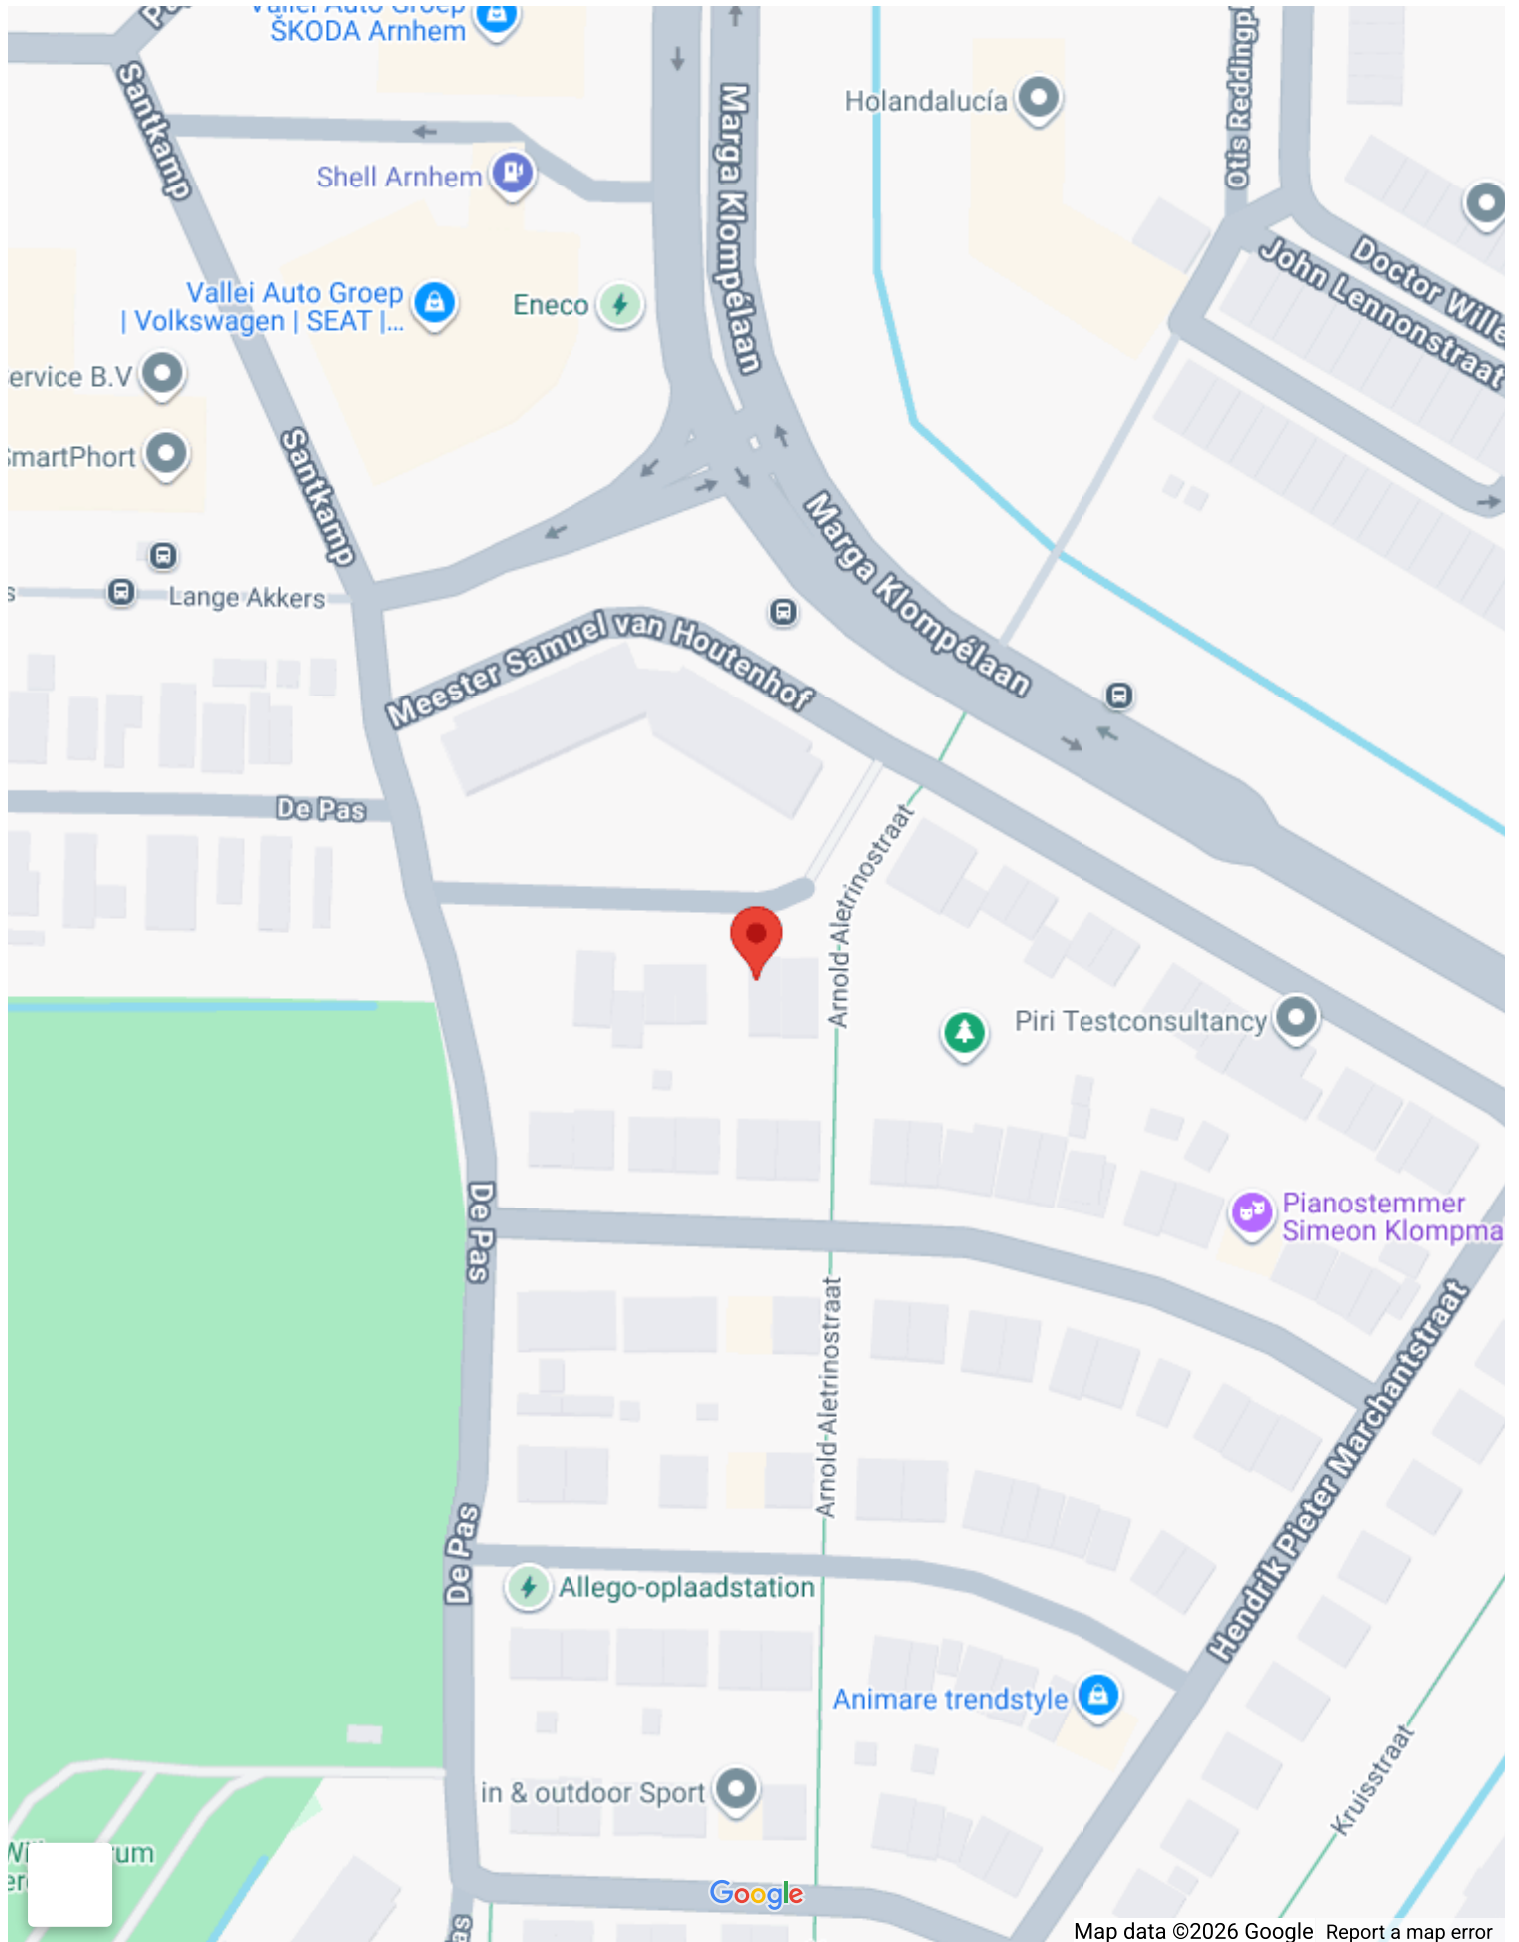 ŠKODA Arnhem
Santkamp
Marga Klompélaan
Holandalucía
Shell Arnhem
Doctor Wille
John Lennonstraat
Vallei Auto Groep
| Volkswagen | SEAT |...
Eneco
ervice B.V
SmartPhort
Santkamp
Marga Klompélaan
Lange Akkers
Meester Samuel van Houtenhof
De Pas
Arnold-Aletrinostraat
Piri Testconsultancy
De Pas
Pianostemmer
Simeon Klompma
Arnold-Aletrinostraat
Hendrik Pieter Marchantstraat
De Pas
Allego-oplaadstation
Animare trendstyle
Kruisstraat
in & outdoor Sport
Google
Map data ©2026 Google Report a map error